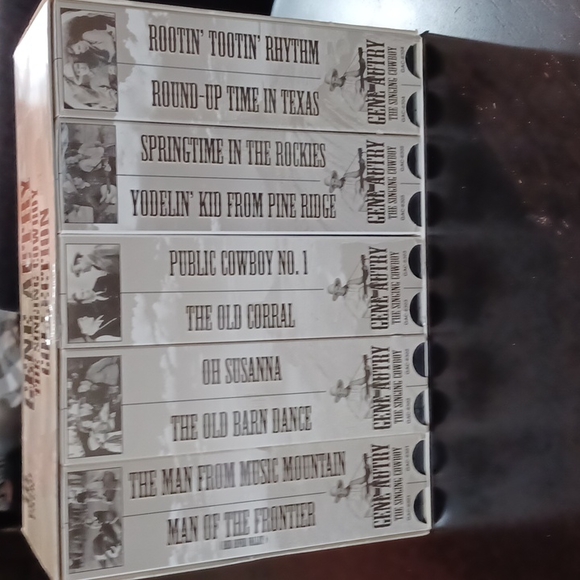 ROOTIN' TOOTIN' RHYTHM
ROUND-UP TIME IN TEXAS
GENE AUTRY
THE SINGING COWBOY
SPRINGTIME IN THE ROCKIES
YODELIN' KID FROM PINE RIDGE
GENE AUTRY
THE SINGING COWBOY
PUBLIC COWBOY NO. 1
THE OLD CORRAL
GENE AUTRY
THE SINGING COWBOY
OH SUSANNA
THE OLD BARN DANCE
GENE AUTRY
THE SINGING COWBOY
THE MAN FROM MUSIC MOUNTAIN
MAN OF THE FRONTIER
GENE AUTRY
THE SINGING COWBOY